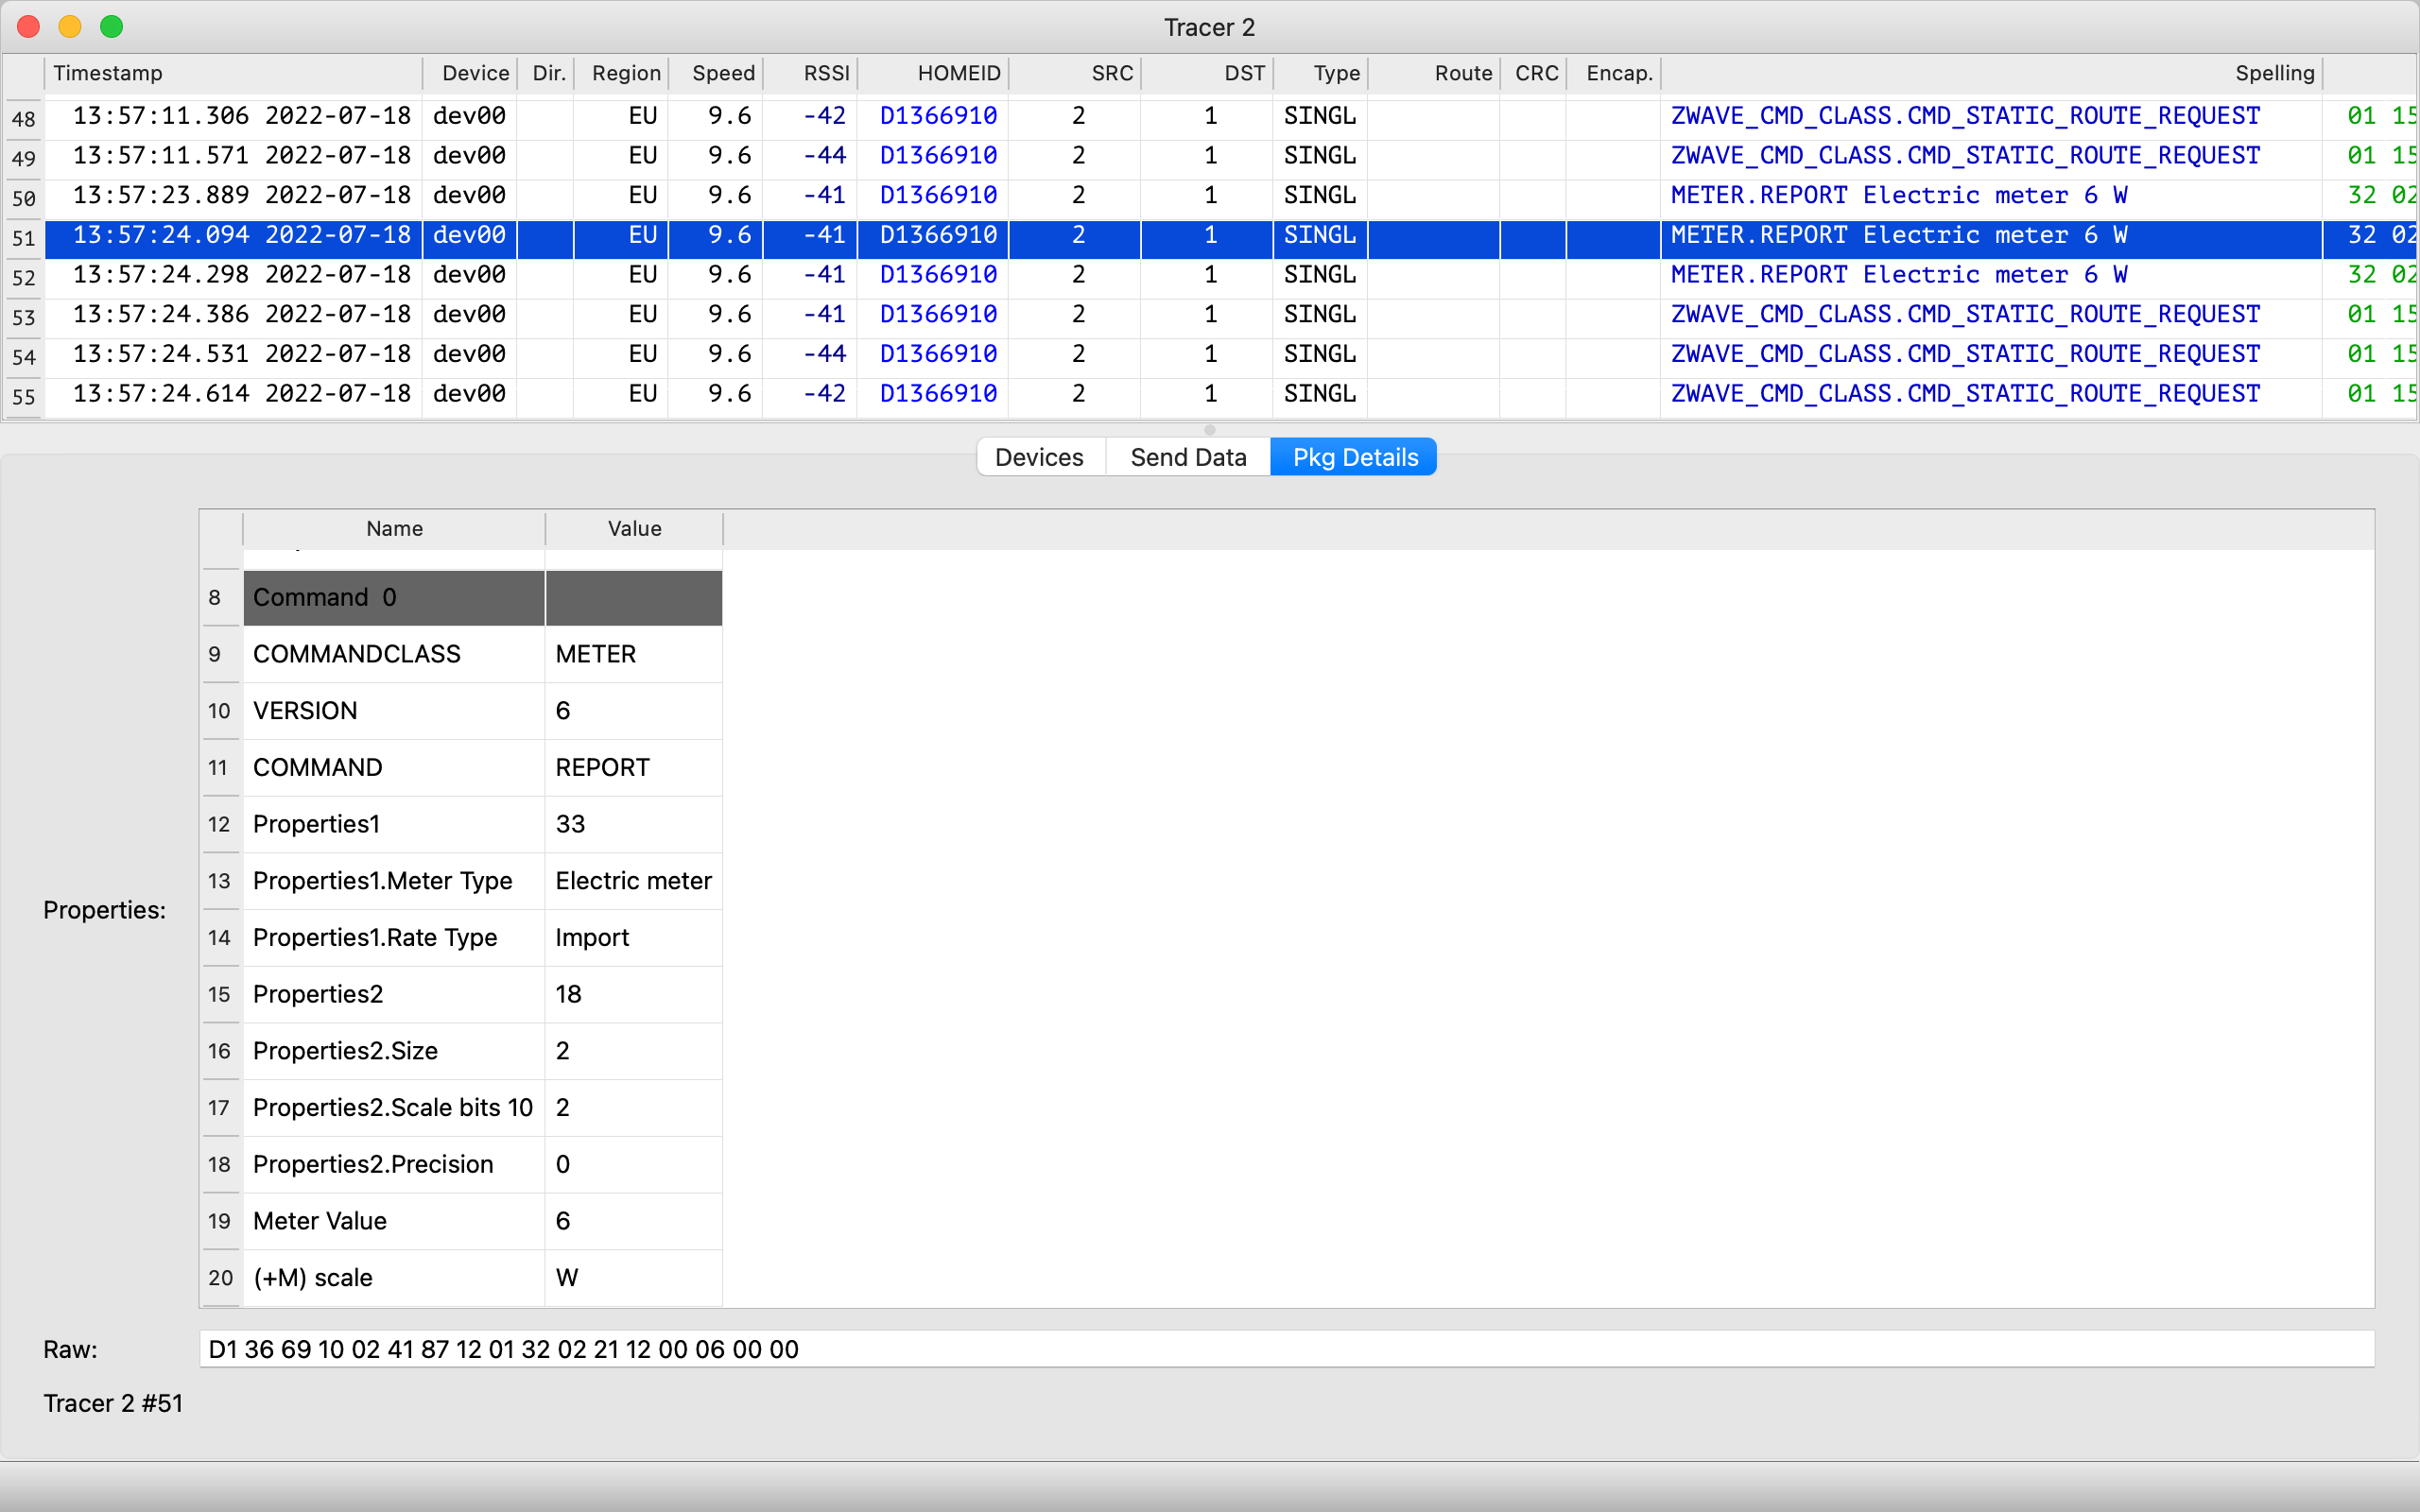 Tracer 2
Timestamp Device Dir. Region Speed RSSI HOMEID SRC DST Type Route CRC Encap. Spelling
48 13:57:11.306 2022-07-18 dev00 EU 9.6 -42 D1366910 2 1 SINGL ZWAVE_CMD_CLASS.CMD_STATIC_ROUTE_REQUEST 01 15
49 13:57:11.571 2022-07-18 dev00 EU 9.6 -44 D1366910 2 1 SINGL ZWAVE_CMD_CLASS.CMD_STATIC_ROUTE_REQUEST 01 15
50 13:57:23.889 2022-07-18 dev00 EU 9.6 -41 D1366910 2 1 SINGL METER.REPORT Electric meter 6 W 32 02
51 13:57:24.094 2022-07-18 dev00 EU 9.6 -41 D1366910 2 1 SINGL METER.REPORT Electric meter 6 W 32 02
52 13:57:24.298 2022-07-18 dev00 EU 9.6 -41 D1366910 2 1 SINGL METER.REPORT Electric meter 6 W 32 02
53 13:57:24.386 2022-07-18 dev00 EU 9.6 -41 D1366910 2 1 SINGL ZWAVE_CMD_CLASS.CMD_STATIC_ROUTE_REQUEST 01 15
54 13:57:24.531 2022-07-18 dev00 EU 9.6 -44 D1366910 2 1 SINGL ZWAVE_CMD_CLASS.CMD_STATIC_ROUTE_REQUEST 01 15
55 13:57:24.614 2022-07-18 dev00 EU 9.6 -42 D1366910 2 1 SINGL ZWAVE_CMD_CLASS.CMD_STATIC_ROUTE_REQUEST 01 15
Devices Send Data Pkg Details
Name Value
8 Command 0
9 COMMANDCLASS METER
10 VERSION 6
11 COMMAND REPORT
12 Properties1 33
13 Properties1.Meter Type Electric meter
Properties:
14 Properties1.Rate Type Import
15 Properties2 18
16 Properties2.Size 2
17 Properties2.Scale bits 10 2
18 Properties2.Precision 0
19 Meter Value 6
20 (+M) scale W
Raw: D1 36 69 10 02 41 87 12 01 32 02 21 12 00 06 00 00
Tracer 2 #51